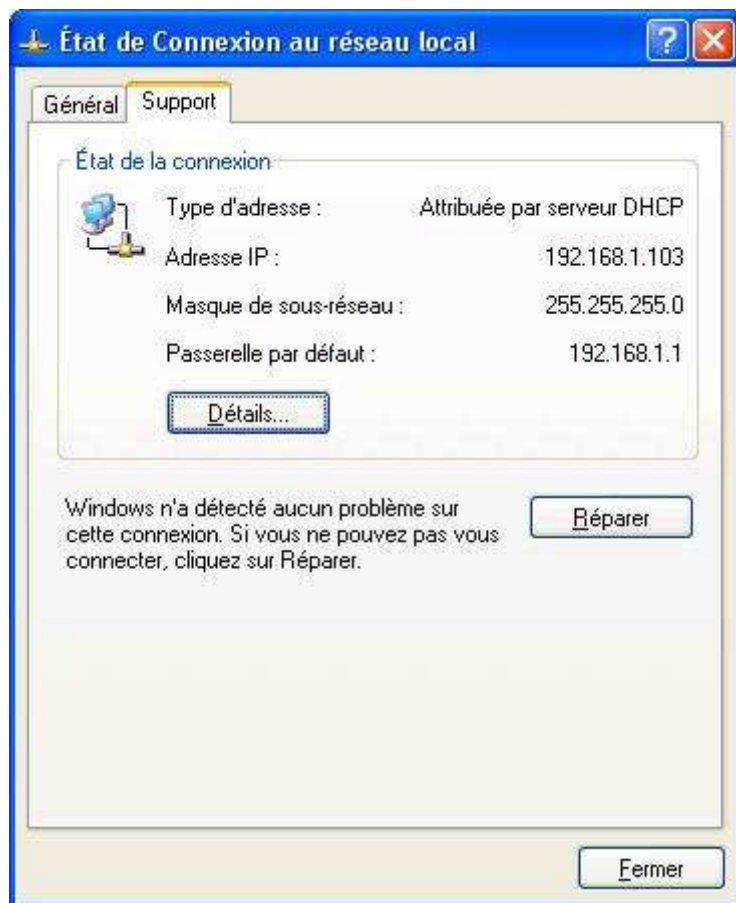 État de Connexion au réseau local
Général Support
État de la connexion
Type d'adresse : Attribuée par serveur DHCP
Adresse IP : 192.168.1.103
Masque de sous-réseau : 255.255.255.0
Passerelle par défaut : 192.168.1.1
Détails...
Windows n'a détecté aucun problème sur
cette connexion. Si vous ne pouvez pas vous
connecter, cliquez sur Réparer.
Réparer
Fermer